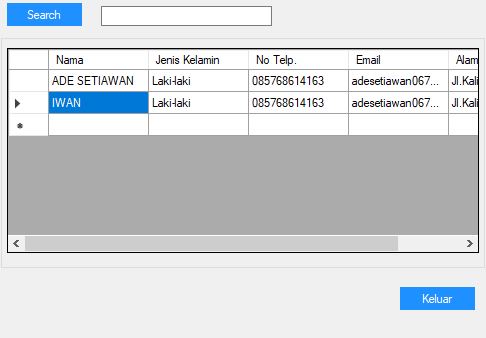 Search
Nama Jenis Kelamin No Telp. Email Alam
ADE SETIAWAN Laki-laki 085768614163 adesetiawan067... Jl.Kali
IWAN Laki-laki 085768614163 adesetiawan067... Jl.Kali
Keluar